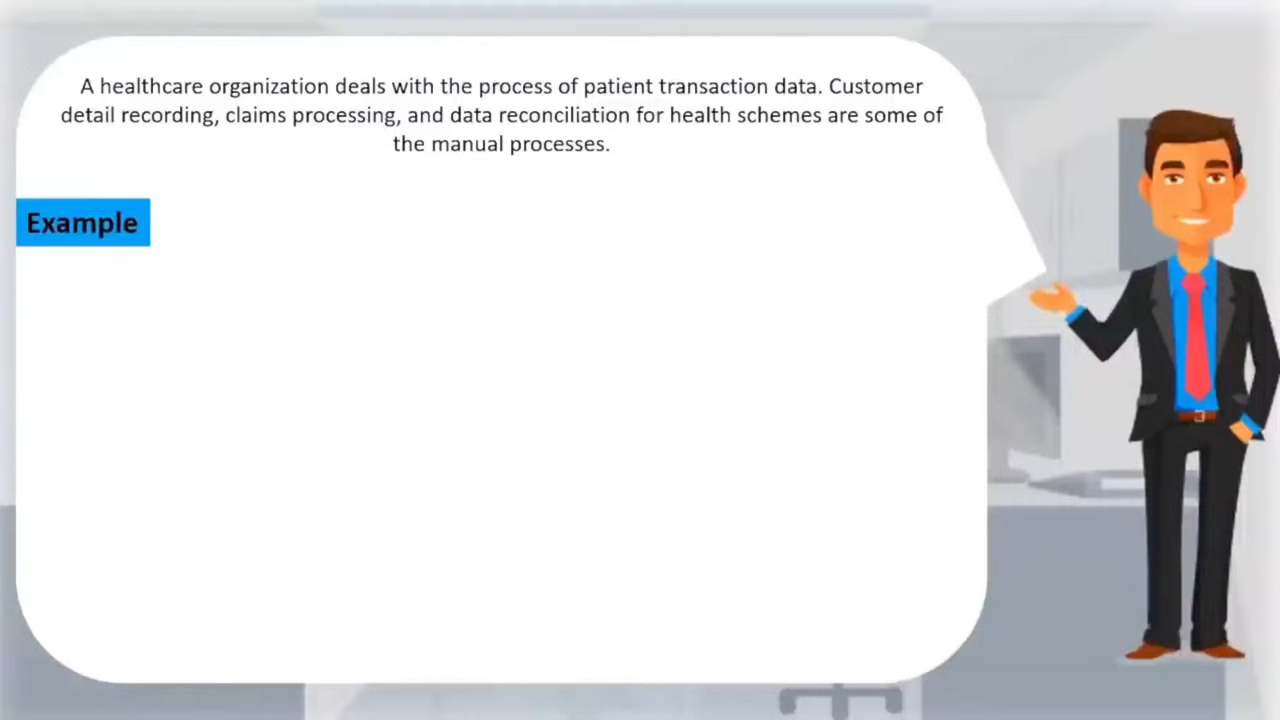 A healthcare organization deals with the process of patient transaction data. Customer
detail recording, claims processing, and data reconciliation for health schemes are some of
the manual processes.
Example